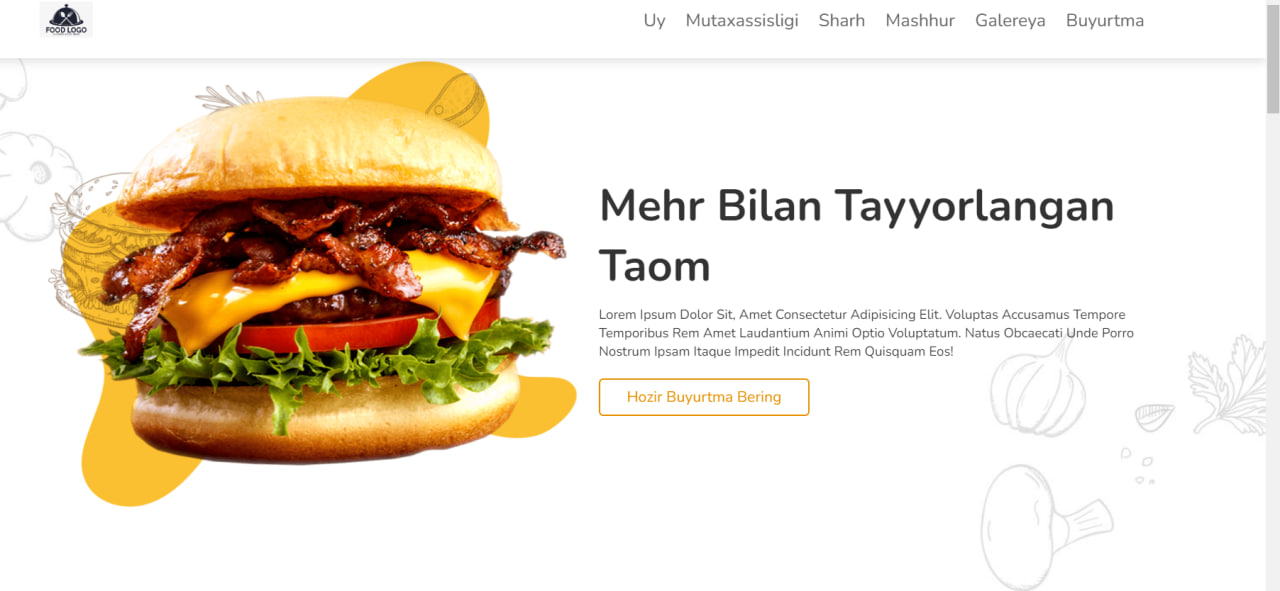 FOOD LOGO
Uy Mutaxassisligi Sharh Mashhur Galereya Buyurtma
Mehr Bilan Tayyorlangan
Taom
Lorem Ipsum Dolor Sit, Amet Consectetur Adipisicing Elit. Voluptas Accusamus Tempore
Temporibus Rem Amet Laudantium Animi Optio Voluptatum. Natus Obcaecati Unde Porro
Nostrum Ipsam Itaque Impedit Incidunt Rem Quisquam Eos!
Hozir Buyurtma Bering